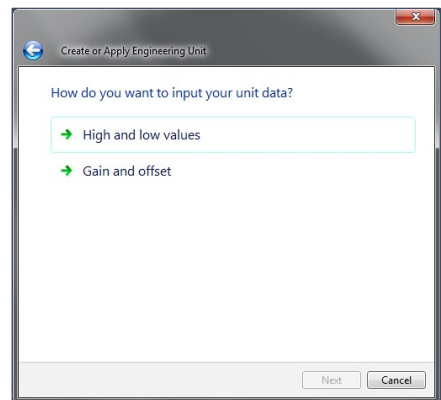 Create or Apply Engineering Unit
How do you want to input your unit data?
High and low values
Gain and offset
Next Cancel